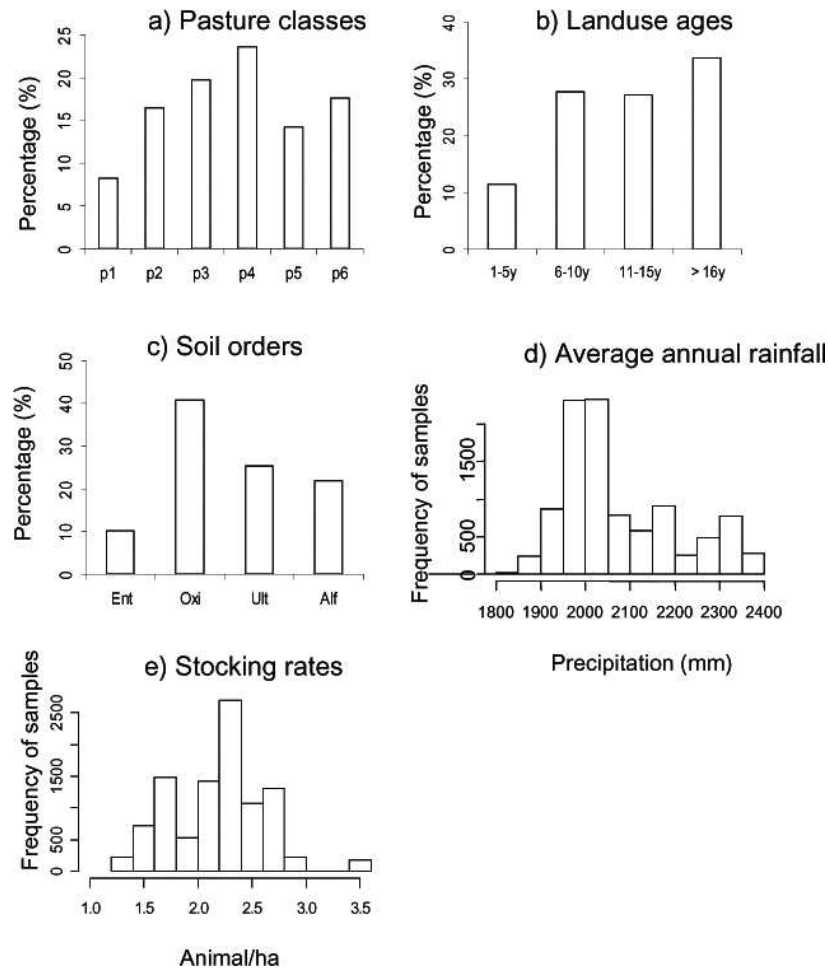 a) Pasture classes
Percentage (%)
25
20
15
10
5
0
p1 p2 p3 p4 p5 p6
b) Landuse ages
Percentage (%)
40
30
20
10
0
1-5y 6-10y 11-15y > 16y
c) Soil orders
Percentage (%)
50
40
30
20
10
0
Ent Oxi Ult Alf
d) Average annual rainfall
Frequency of samples
1500
500
0
1800 1900 2000 2100 2200 2300 2400
Precipitation (mm)
e) Stocking rates
Frequency of samples
2500
1500
500
0
1.0 1.5 2.0 2.5 3.0 3.5
Animal/ha